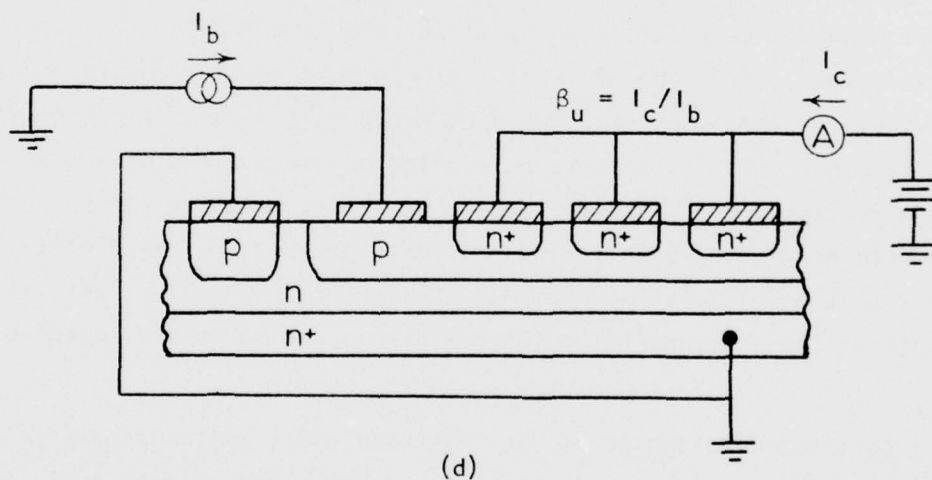 I_b
I_c
β_u = I_c/I_b
A
p
p
n+
n+
n+
n
n+
(d)